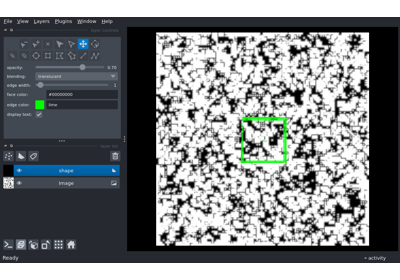 File View Layers Plugins Window Help
layer controls
opacity: 0.70
blending: translucent
edge width: 1
face color: #00000000
edge color: lime
display text: ✓
layer list
shape
image
Ready
activity